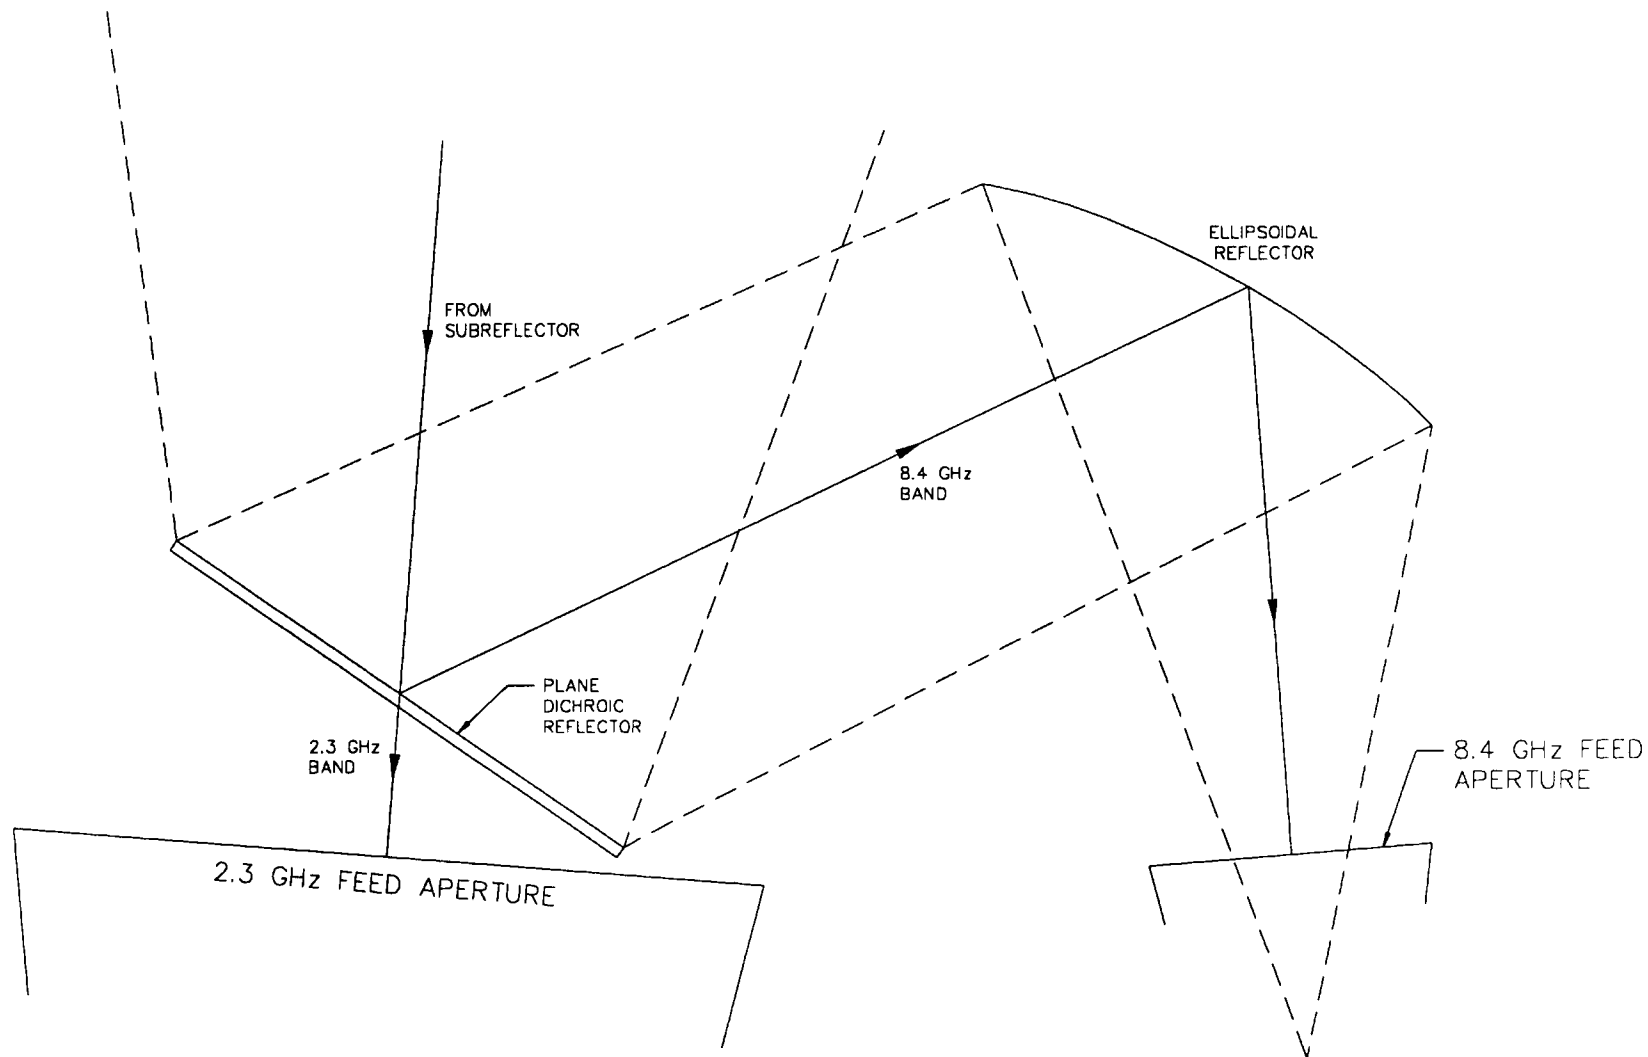 ELLIPSOIDAL
REFLECTOR
FROM
SUBREFLECTOR
8.4 GHz
BAND
PLANE
DICHROIC
REFLECTOR
2.3 GHz
BAND
8.4 GHz FEED
APERTURE
2.3 GHz FEED APERTURE